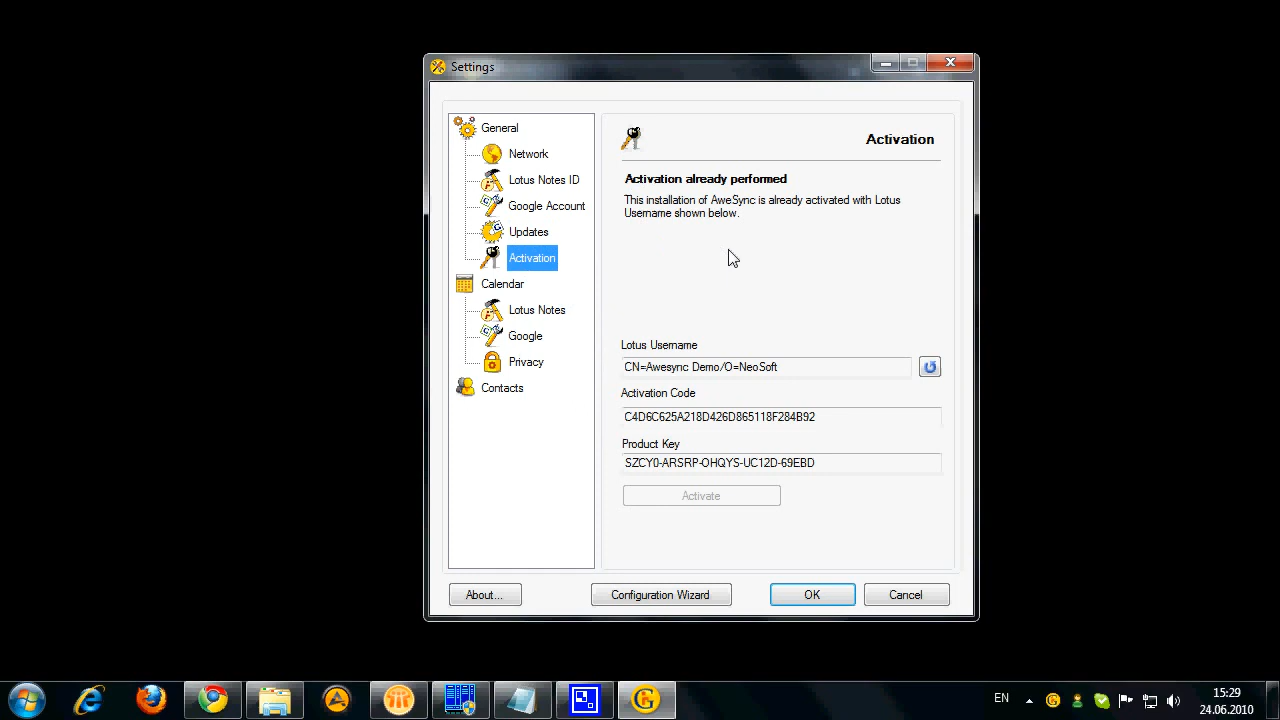 Settings
General
Network
Lotus Notes ID
Google Account
Updates
Activation
Calendar
Lotus Notes
Google
Privacy
Contacts
Activation
Activation already performed
This installation of AweSync is already activated with Lotus
Username shown below.
Lotus Username
CN=Awesync Demo/O=NeoSoft
Activation Code
C4D6C625A218D426D865118F284B92
Product Key
SZCY0-ARSRP-OHQYS-UC12D-69EBD
Activate
About...
Configuration Wizard
OK
Cancel
EN
15:29
24.06.2010